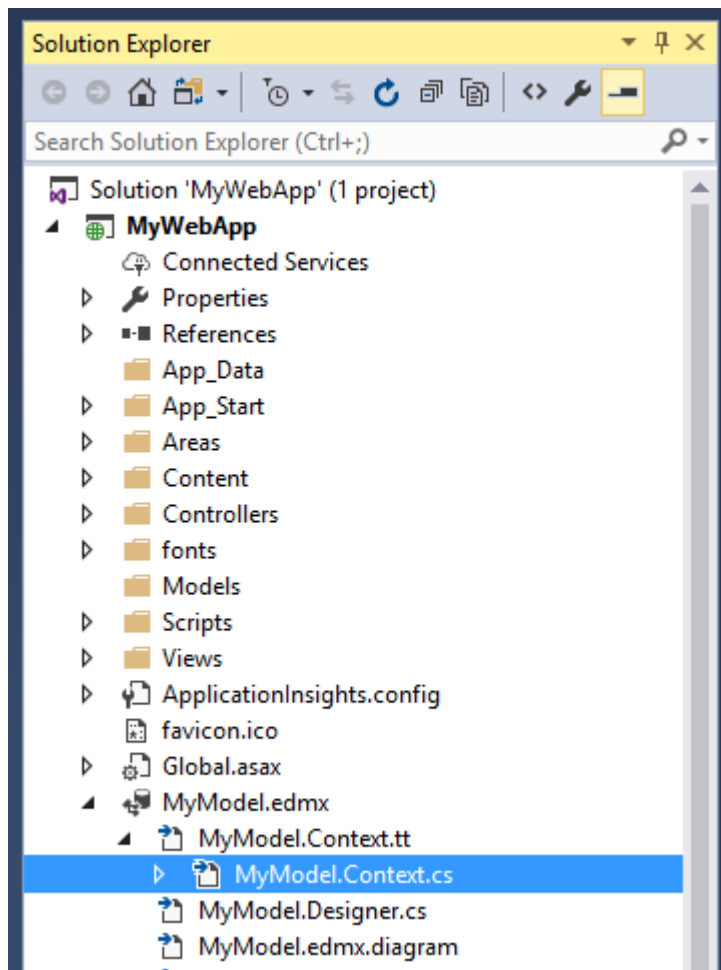 Solution Explorer
Search Solution Explorer (Ctrl+;)
Solution 'MyWebApp' (1 project)
MyWebApp
Connected Services
Properties
References
App_Data
App_Start
Areas
Content
Controllers
fonts
Models
Scripts
Views
ApplicationInsights.config
favicon.ico
Global.asax
MyModel.edmx
MyModel.Context.tt
MyModel.Context.cs
MyModel.Designer.cs
MyModel.edmx.diagram